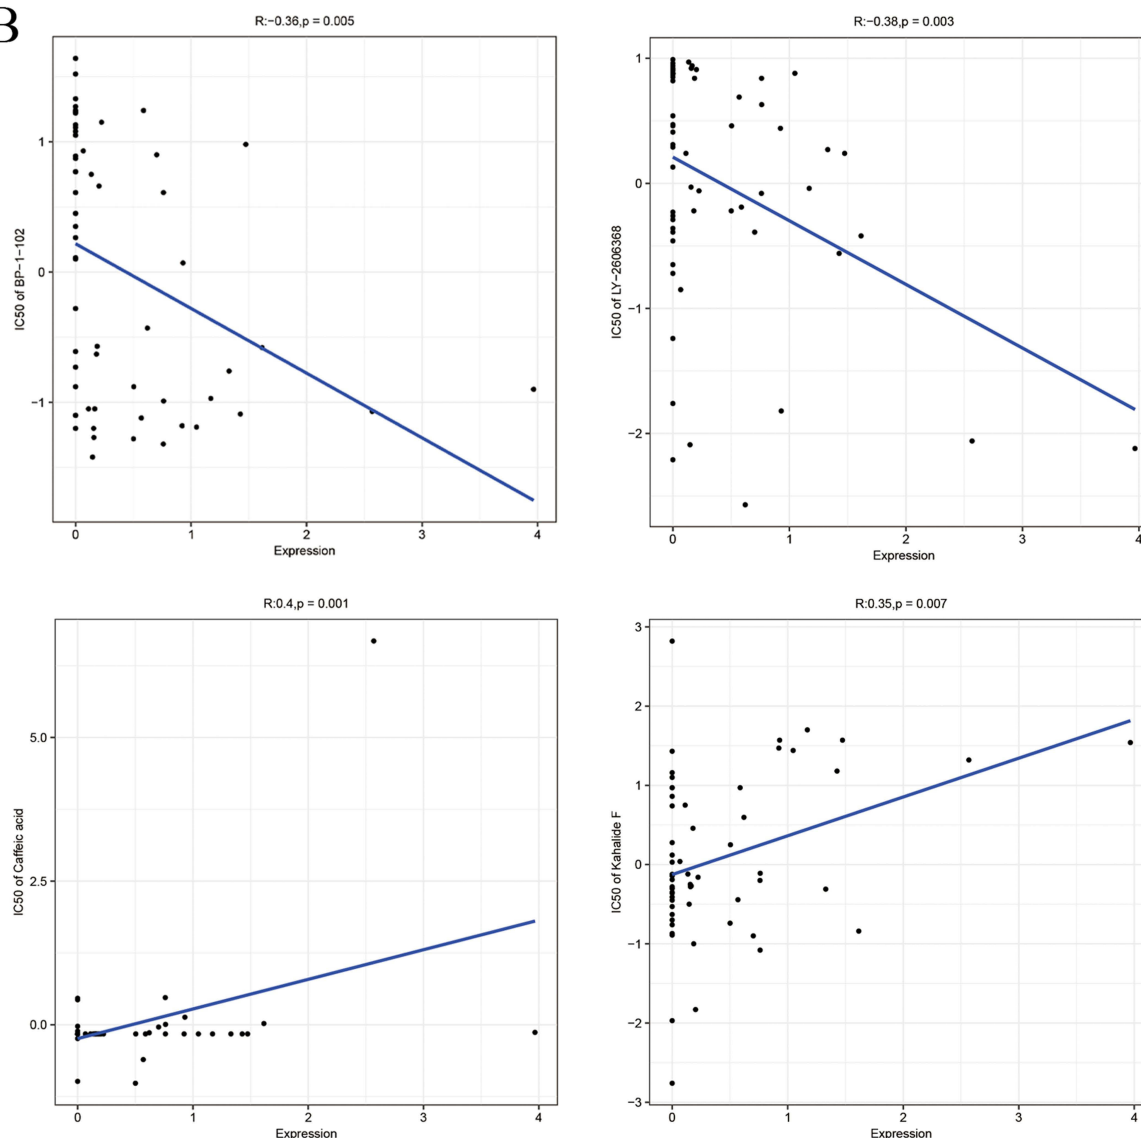 B
R:−0.36,p = 0.005
IC50 of BP−1−102
1
0
−1
0 1 2 3 4
Expression
R:−0.38,p = 0.003
IC50 of LY−2606368
1
0
−1
−2
0 1 2 3 4
Expression
R:0.4,p = 0.001
IC50 of Caffeic acid
5.0
2.5
0.0
0 1 2 3 4
Expression
R:0.35,p = 0.007
IC50 of Kahalide F
3
2
1
0
−1
−2
−3
0 1 2 3 4
Expression